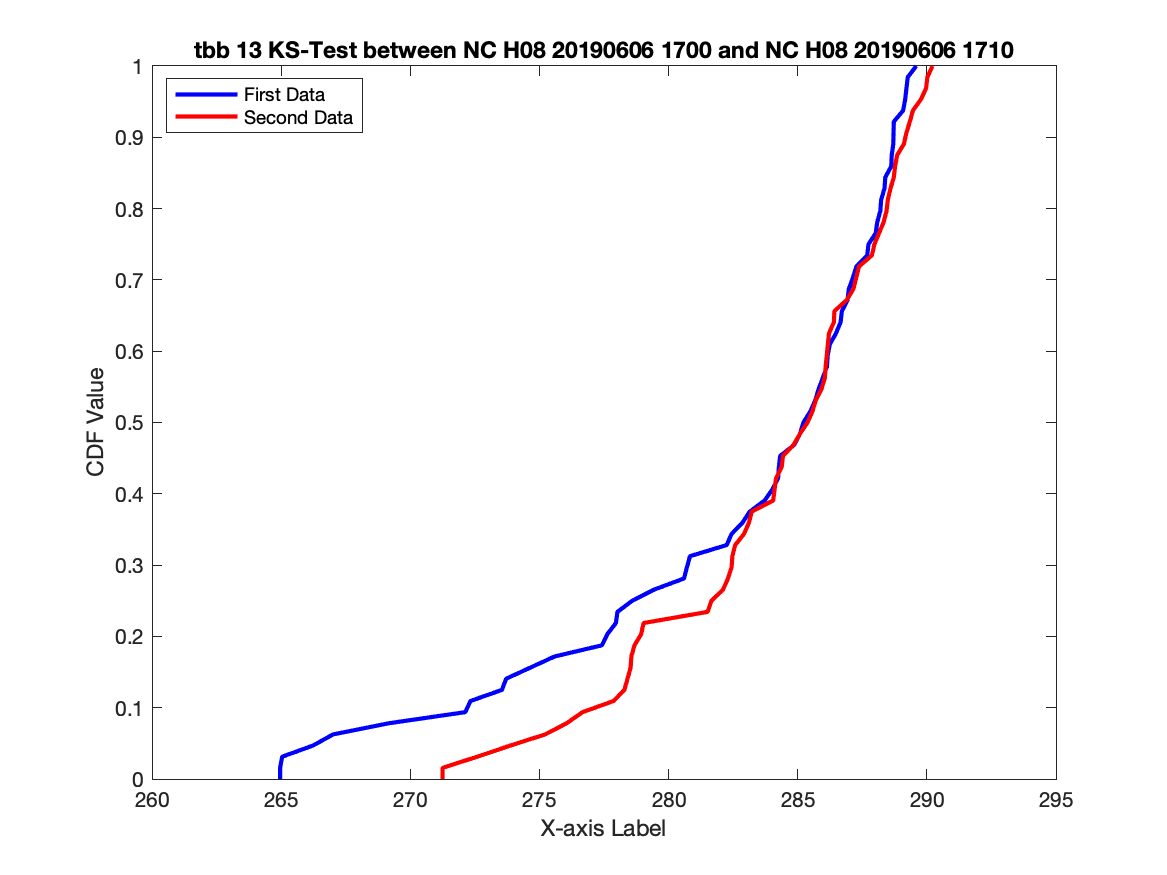 tbb 13 KS-Test between NC H08 20190606 1700 and NC H08 20190606 1710
First Data
Second Data
CDF Value
1
0.9
0.8
0.7
0.6
0.5
0.4
0.3
0.2
0.1
0
260 265 270 275 280 285 290 295
X-axis Label